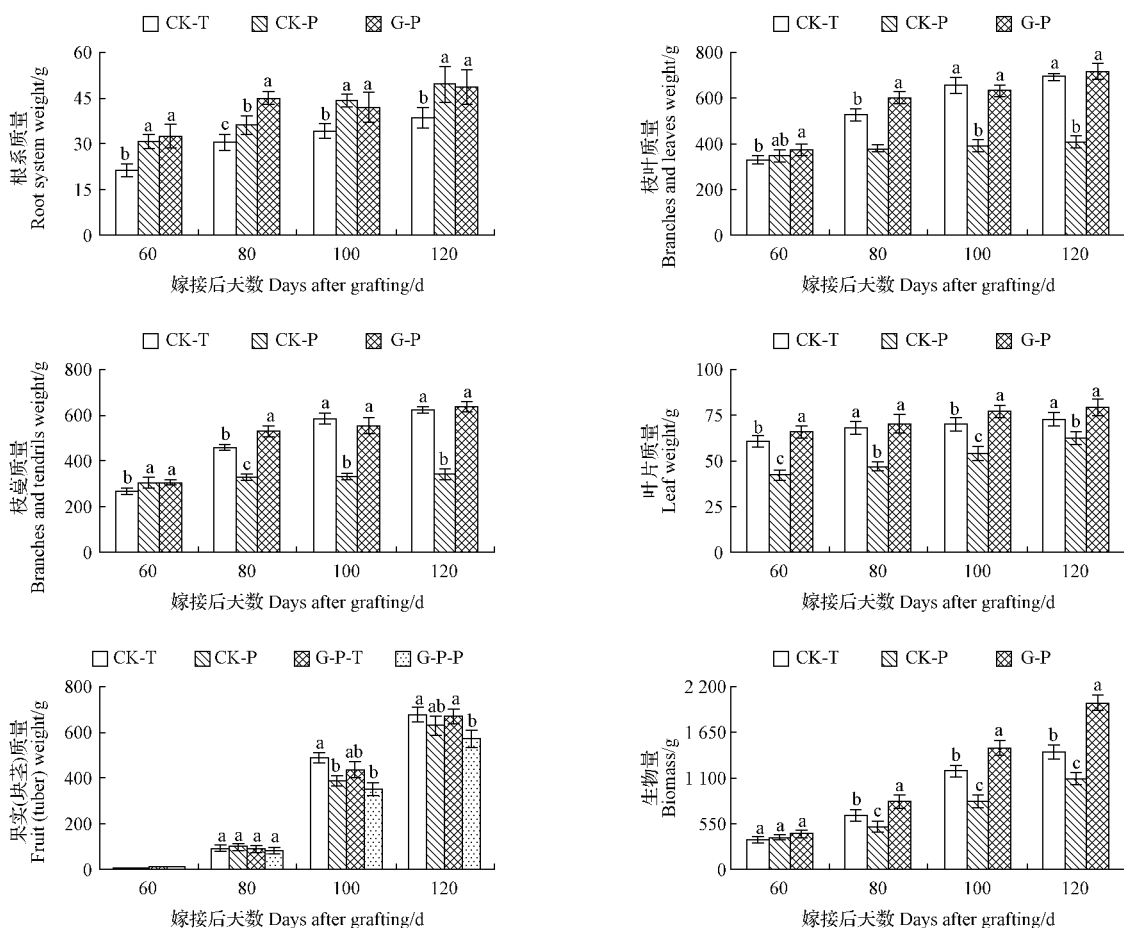 CK-T CK-P G-P
60
45
30
15
0
根系质量
Root system weight/g
b a a
c b a
b a a
b a a
60 80 100 120
嫁接后天数 Days after grafting/d
CK-T CK-P G-P
800
600
400
200
0
枝叶质量
Branches and leaves weight/g
b ab a
b c a
a b a
a b a
60 80 100 120
嫁接后天数 Days after grafting/d
CK-T CK-P G-P
800
600
400
200
0
枝蔓质量
Branches and tendrils weight/g
b a a
b c a
a b a
a b a
60 80 100 120
嫁接后天数 Days after grafting/d
CK-T CK-P G-P
100
75
50
25
0
叶片质量
Leaf weight/g
b c a
a b a
b c a
a b a
60 80 100 120
嫁接后天数 Days after grafting/d
CK-T CK-P G-P-T G-P-P
800
600
400
200
0
果实(块茎)质量
Fruit (tuber) weight/g
a a a a
a b ab b
a ab a b
60 80 100 120
嫁接后天数 Days after grafting/d
CK-T CK-P G-P
2 200
1 650
1 100
550
0
生物量
Biomass/g
a a a
b c a
b c a
b c a
60 80 100 120
嫁接后天数 Days after grafting/d